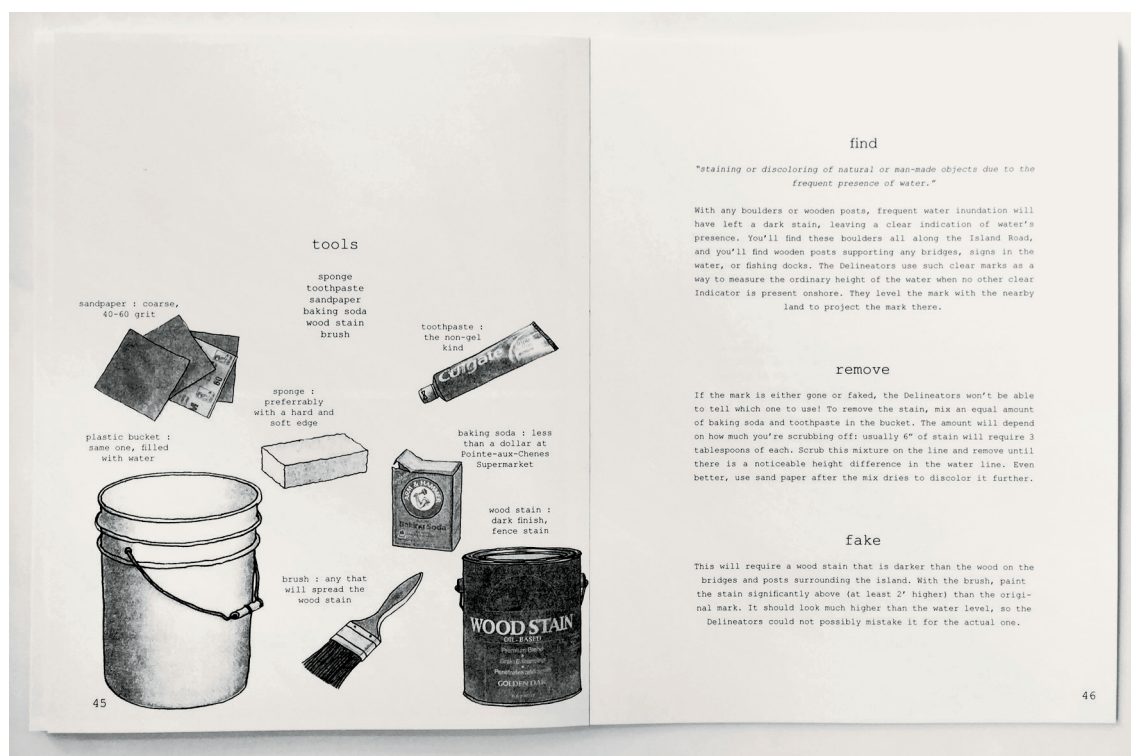 tools
sponge
toothpaste
sandpaper
baking soda
wood stain
brush
sandpaper : coarse,
40-60 grit
toothpaste :
the non-gel
kind
sponge :
preferrably
with a hard and
soft edge
plastic bucket :
same one, filled
with water
baking soda : less
than a dollar at
Pointe-aux-Chenes
Supermarket
wood stain :
dark finish,
fence stain
brush : any that
will spread the
wood stain
ARM & HAMMER
Baking Soda
WOOD STAIN
OIL-BASED
Premium Blend
GOLDEN OAK
45
find
"staining or discoloring of natural or man-made objects due to the
frequent presence of water."
With any boulders or wooden posts, frequent water inundation will
have left a dark stain, leaving a clear indication of water's
presence. You'll find these boulders all along the Island Road,
and you'll find wooden posts supporting any bridges, signs in the
water, or fishing docks. The Delineators use such clear marks as a
way to measure the ordinary height of the water when no other clear
Indicator is present onshore. They level the mark with the nearby
land to project the mark there.
remove
If the mark is either gone or faked, the Delineators won't be able
to tell which one to use! To remove the stain, mix an equal amount
of baking soda and toothpaste in the bucket. The amount will depend
on how much you're scrubbing off: usually 6" of stain will require 3
tablespoons of each. Scrub this mixture on the line and remove until
there is a noticeable height difference in the water line. Even
better, use sand paper after the mix dries to discolor it further.
fake
This will require a wood stain that is darker than the wood on the
bridges and posts surrounding the island. With the brush, paint
the stain significantly above (at least 2' higher) than the origi-
nal mark. It should look much higher than the water level, so the
Delineators could not possibly mistake it for the actual one.
46